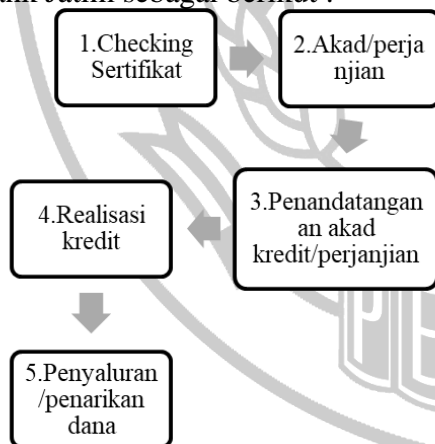 1.Checking
Sertifikat
2.Akad/perja
njian
3.Penandatangan
an akad
kredit/perjanjian
4.Realisasi
kredit
5.Penyaluran
/penarikan
dana